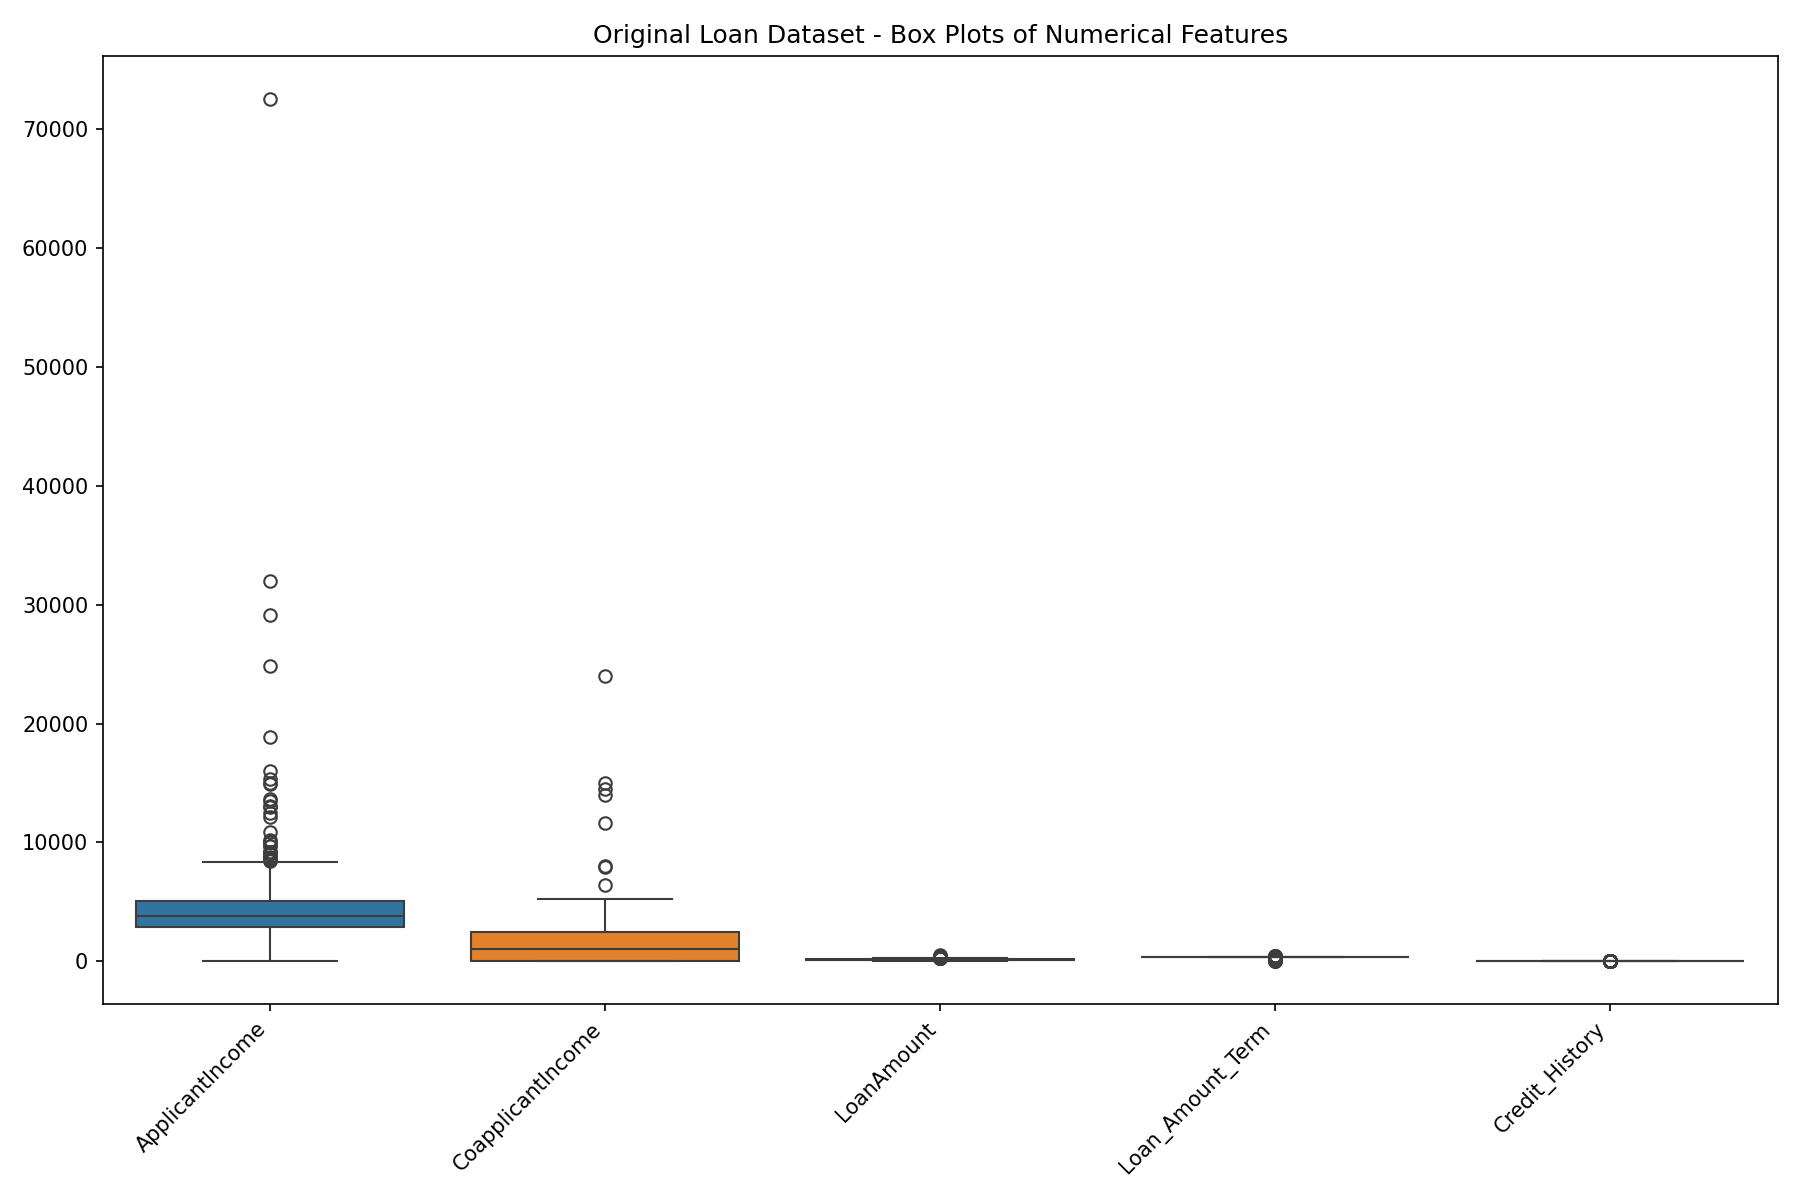 Original Loan Dataset - Box Plots of Numerical Features
70000
60000
50000
40000
30000
20000
10000
0
ApplicantIncome
CoapplicantIncome
LoanAmount
Loan_Amount_Term
Credit_History